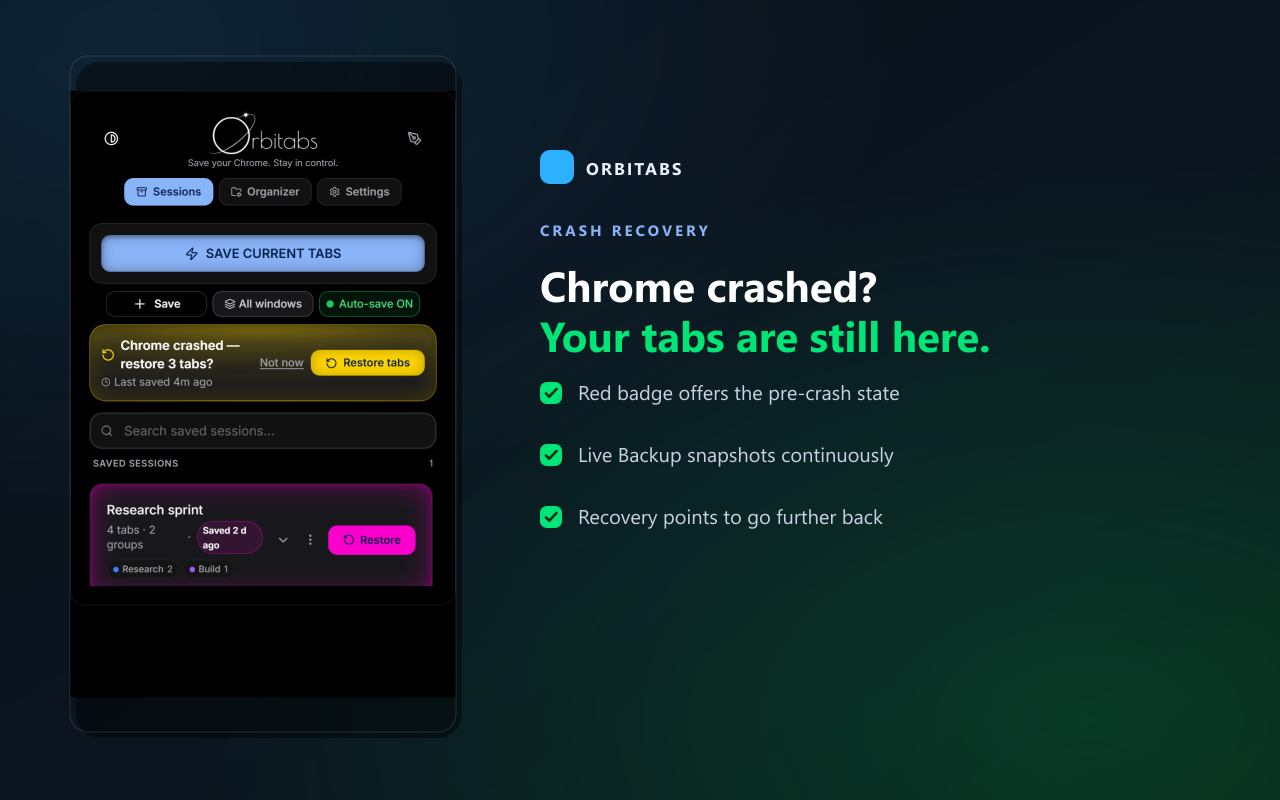 Orbitabs
Save your Chrome. Stay in control.
Sessions
Organizer
Settings
SAVE CURRENT TABS
Save
All windows
Auto-save ON
Chrome crashed —
restore 3 tabs?
Last saved 4m ago
Not now
Restore tabs
Search saved sessions...
SAVED SESSIONS
1
Research sprint
4 tabs · 2
groups
·
Saved 2 d
ago
Restore
Research 2
Build 1
ORBITABS
CRASH RECOVERY
Chrome crashed?
Your tabs are still here.
Red badge offers the pre-crash state
Live Backup snapshots continuously
Recovery points to go further back